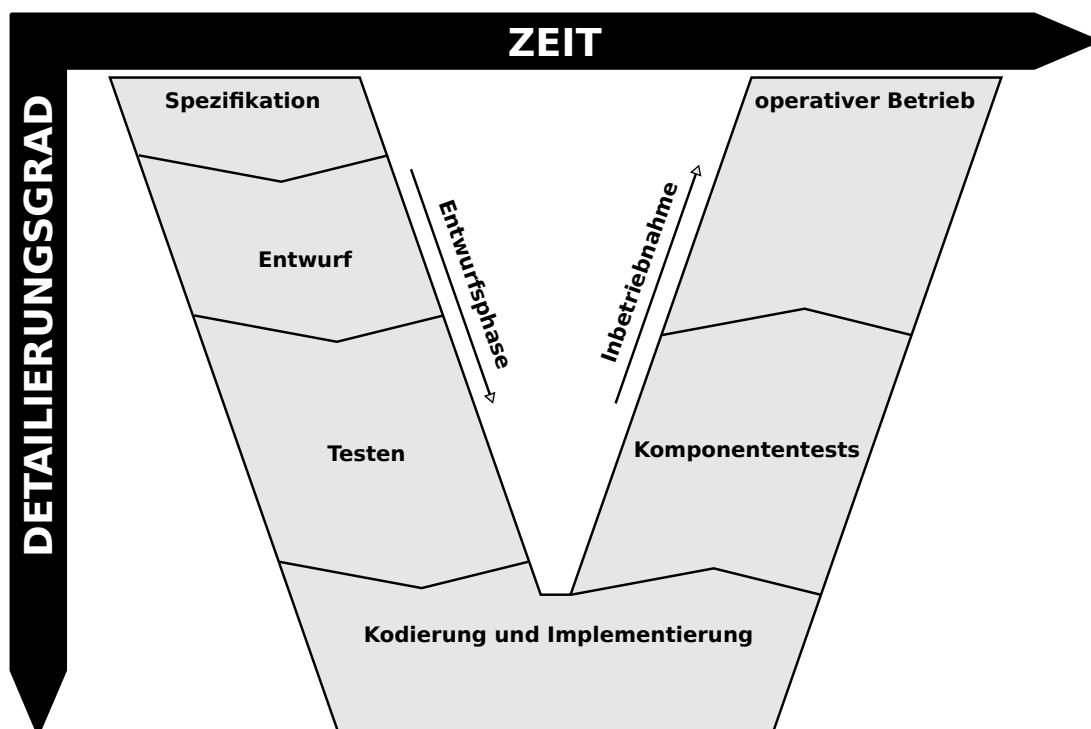 ZEIT
DETAILIERUNGSGRAD
Spezifikation
operativer Betrieb
Entwurf
Entwurfsphase
Inbetriebnahme
Testen
Komponententests
Kodierung und Implementierung